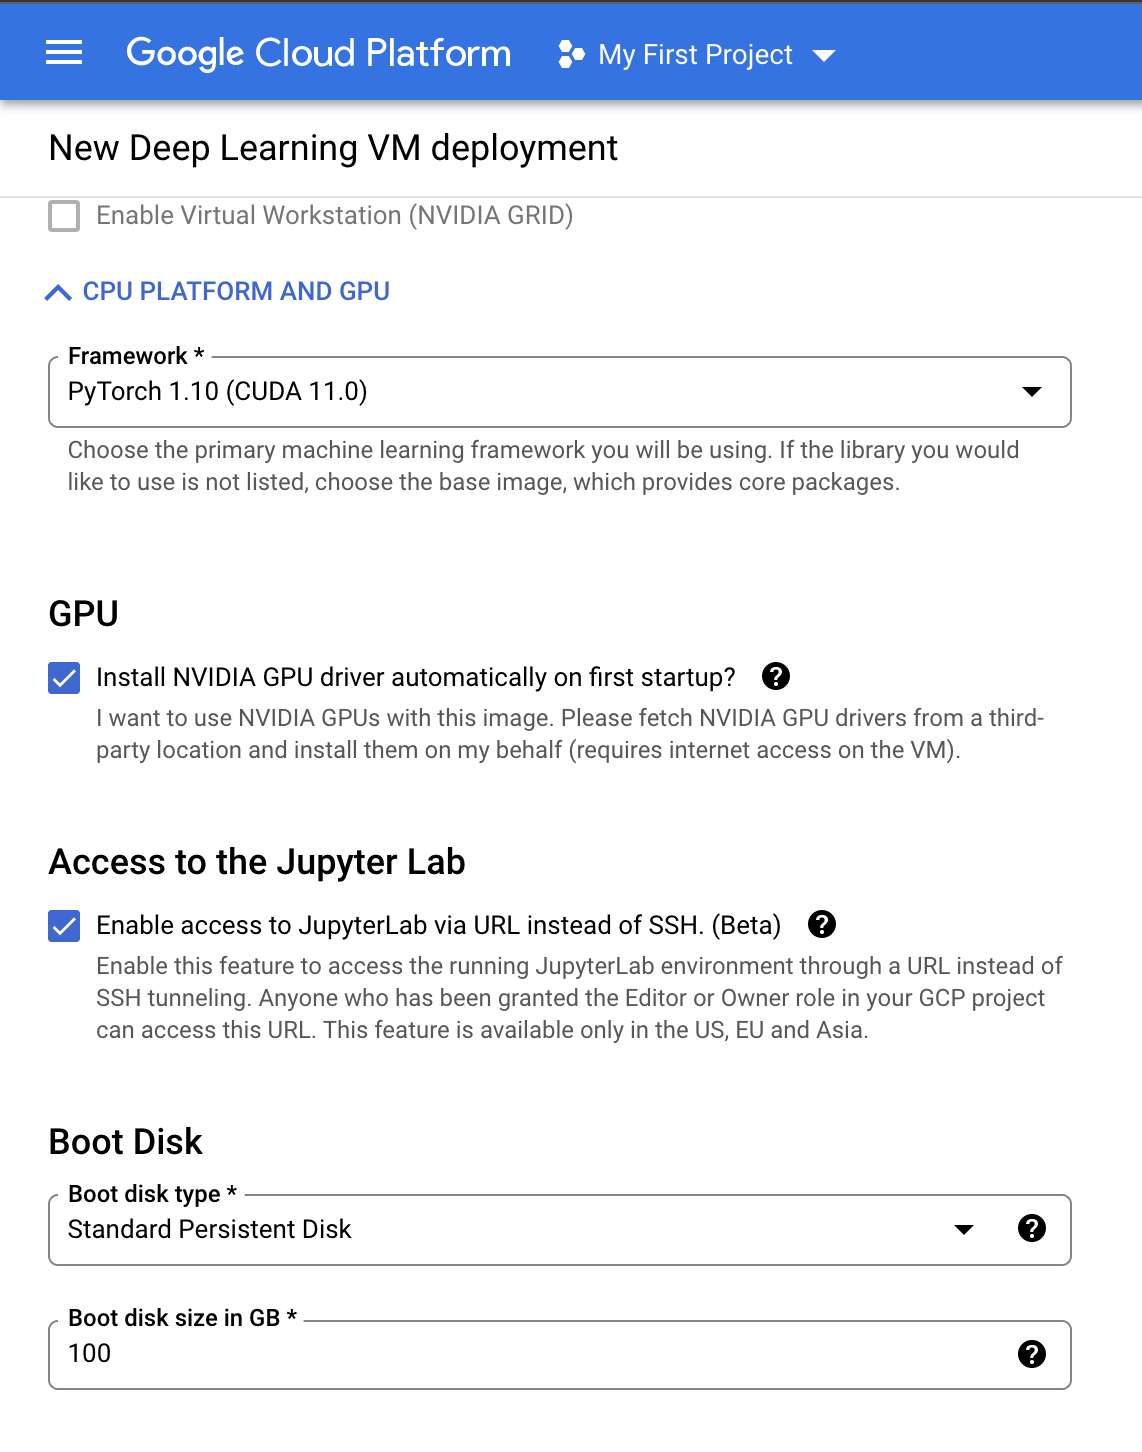 Google Cloud Platform My First Project
New Deep Learning VM deployment
Enable Virtual Workstation (NVIDIA GRID)
CPU PLATFORM AND GPU
Framework *
PyTorch 1.10 (CUDA 11.0)
Choose the primary machine learning framework you will be using. If the library you would
like to use is not listed, choose the base image, which provides core packages.
GPU
Install NVIDIA GPU driver automatically on first startup? ?
I want to use NVIDIA GPUs with this image. Please fetch NVIDIA GPU drivers from a third-
party location and install them on my behalf (requires internet access on the VM).
Access to the Jupyter Lab
Enable access to JupyterLab via URL instead of SSH. (Beta) ?
Enable this feature to access the running JupyterLab environment through a URL instead of
SSH tunneling. Anyone who has been granted the Editor or Owner role in your GCP project
can access this URL. This feature is available only in the US, EU and Asia.
Boot Disk
Boot disk type *
Standard Persistent Disk ?
Boot disk size in GB *
100 ?